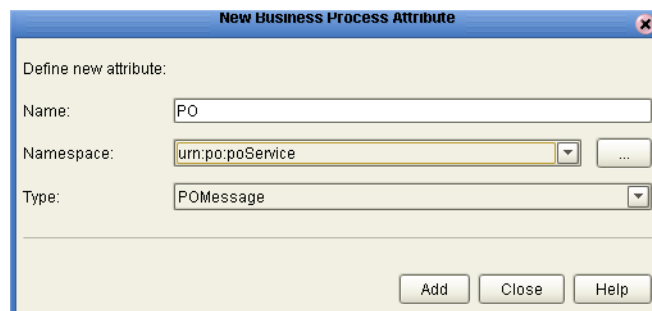 New Business Process Attribute
Define new attribute:
Name: PO
Namespace: urn:po:poService ...
Type: POMessage
Add Close Help